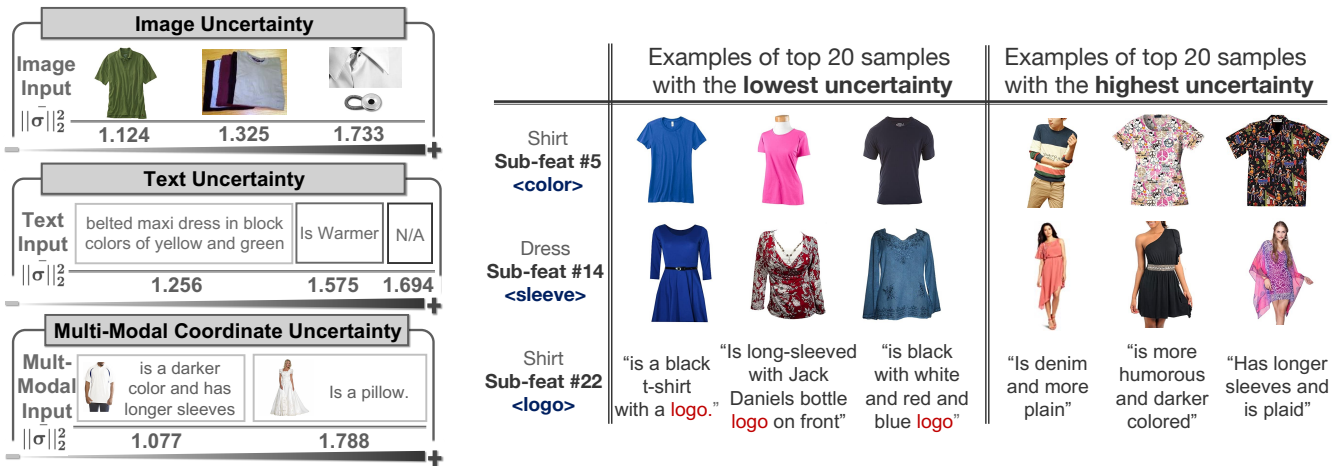 Image Uncertainty
Image
Input
||σ̄||₂²
1.124 1.325 1.733
− +
Text Uncertainty
Text
Input
belted maxi dress in block
colors of yellow and green
Is Warmer
N/A
||σ̄||₂²
1.256 1.575 1.694
− +
Multi-Modal Coordinate Uncertainty
Mult-
Modal
Input
is a darker
color and has
longer sleeves
Is a pillow.
||σ̄||₂²
1.077 1.788
− +
Examples of top 20 samples
with the lowest uncertainty
Examples of top 20 samples
with the highest uncertainty
Shirt
Sub-feat #5
<color>
Dress
Sub-feat #14
<sleeve>
Shirt
Sub-feat #22
<logo>
“is a black
t-shirt
with a logo.”
“Is long-sleeved
with Jack
Daniels bottle
logo on front”
“is black
with white
and red and
blue logo”
“Is denim
and more
plain”
“is more
humorous
and darker
colored”
“Has longer
sleeves and
is plaid”